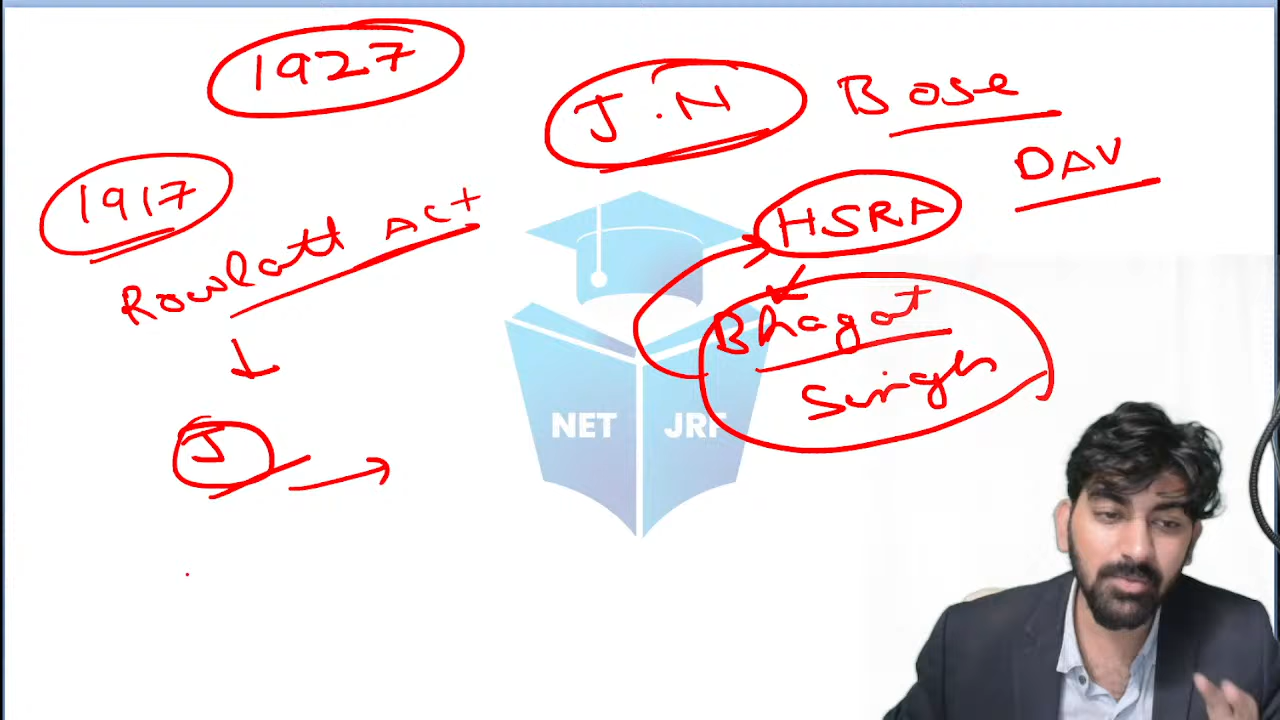 1927
J.N Bose
DAV
1917
HSRA
Rowlatt Act
Bhagat
Singh
J
NET JRF